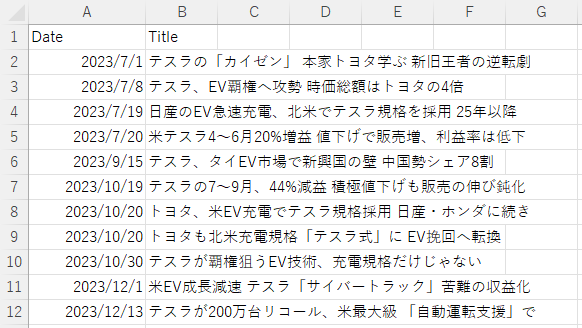 A B C D E F G
1 Date Title
2 2023/7/1 テスラの「カイゼン」 本家トヨタ学ぶ 新旧王者の逆転劇
3 2023/7/8 テスラ、EV覇権へ攻勢 時価総額はトヨタの4倍
4 2023/7/19 日産のEV急速充電、北米でテスラ規格を採用 25年以降
5 2023/7/20 米テスラ4〜6月20%増益 値下げで販売増、利益率は低下
6 2023/9/15 テスラ、タイEV市場で新興国の壁 中国勢シェア8割
7 2023/10/19 テスラの7〜9月、44%減益 積極値下げも販売の伸び鈍化
8 2023/10/20 トヨタ、米EV充電でテスラ規格採用 日産・ホンダに続き
9 2023/10/20 トヨタも北米充電規格「テスラ式」に EV挽回へ転換
10 2023/10/30 テスラが覇権狙うEV技術、充電規格だけじゃない
11 2023/12/1 米EV成長減速 テスラ「サイバートラック」苦難の収益化
12 2023/12/13 テスラが200万台リコール、米最大級 「自動運転支援」で